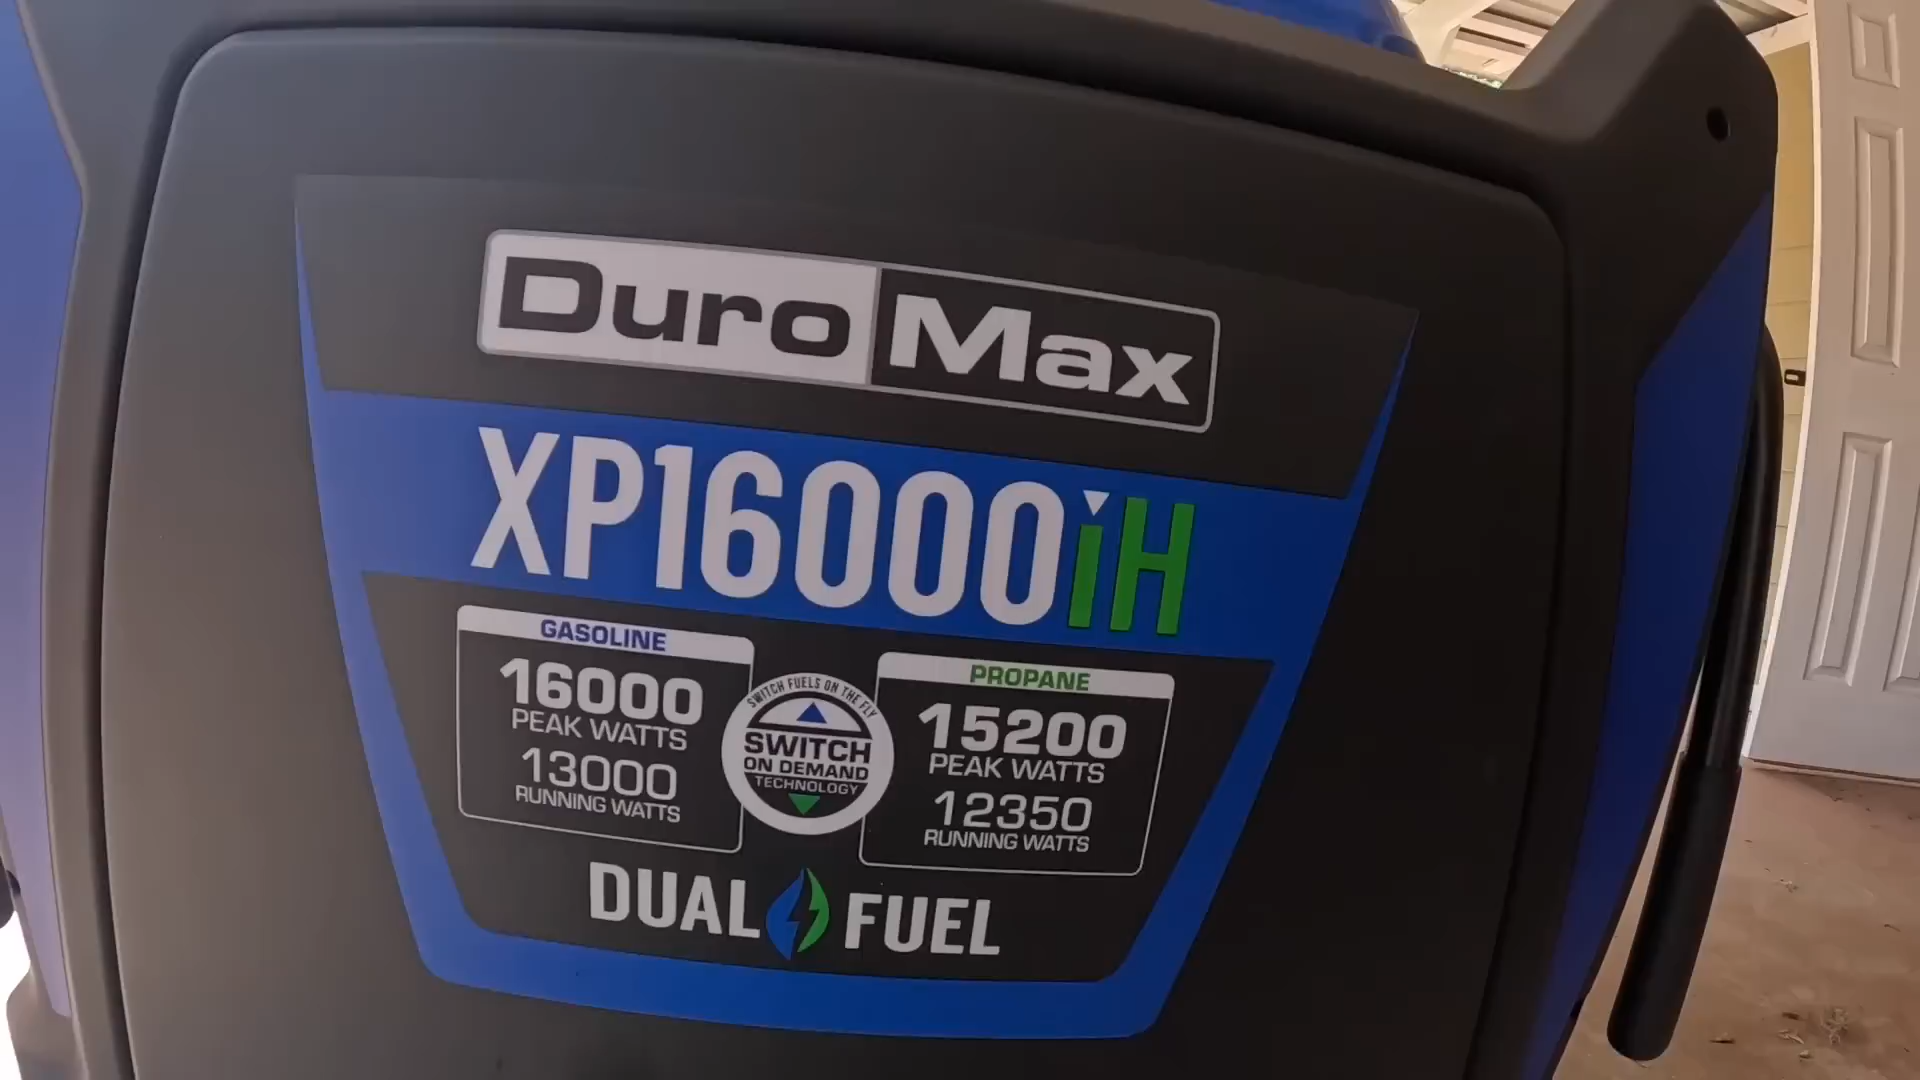 DuroMax
XP16000iH
GASOLINE
16000
PEAK WATTS
13000
RUNNING WATTS
SWITCH FUELS ON THE FLY
SWITCH
ON DEMAND
TECHNOLOGY
PROPANE
15200
PEAK WATTS
12350
RUNNING WATTS
DUAL FUEL